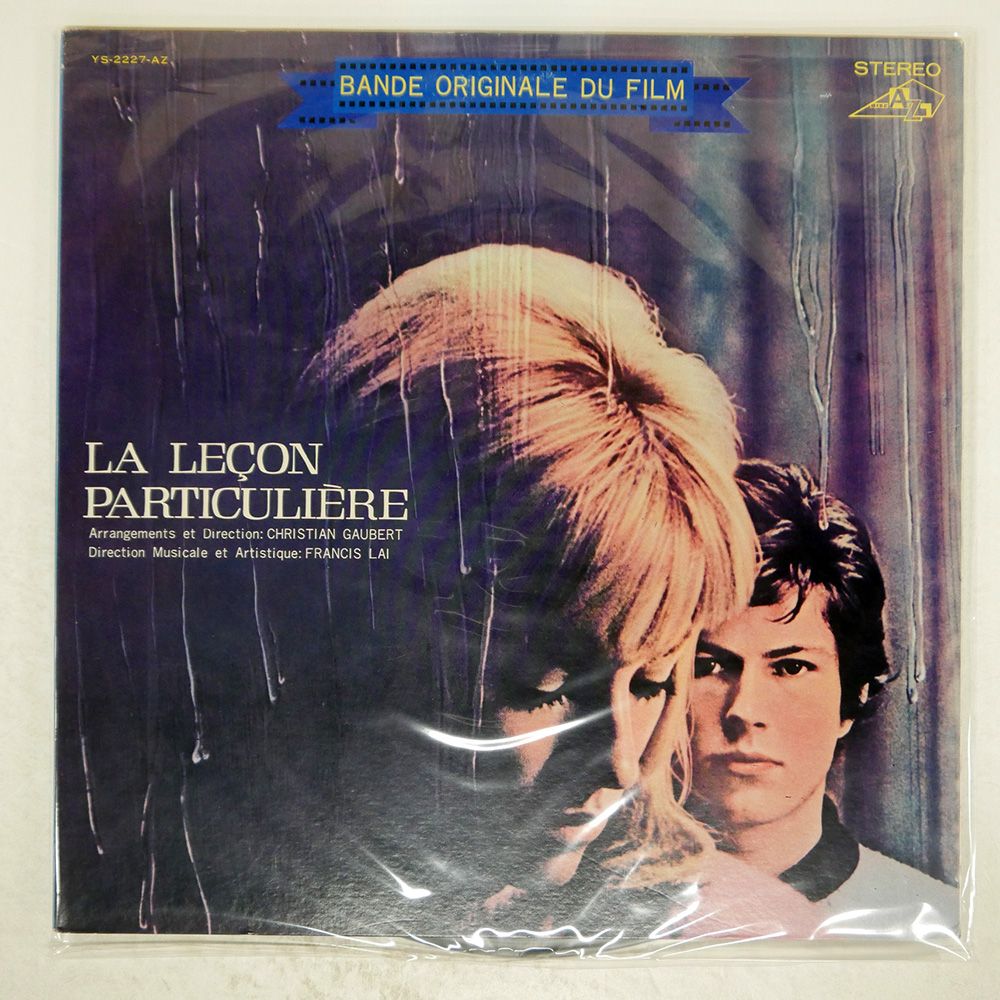 YS-2227-AZ
BANDE ORIGINALE DU FILM
STEREO
DISC AZ
LA LEÇON
PARTICULIÈRE
Arrangements et Direction: CHRISTIAN GAUBERT
Direction Musicale et Artistique: FRANCIS LAI